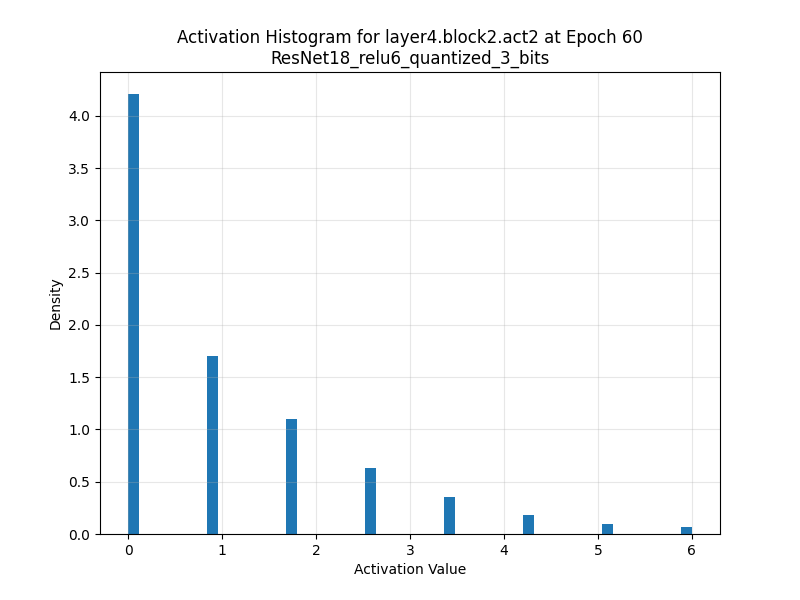 Activation Histogram for layer4.block2.act2 at Epoch 60
ResNet18_relu6_quantized_3_bits
4.0
3.5
3.0
2.5
2.0
1.5
1.0
0.5
0.0
Density
0 1 2 3 4 5 6
Activation Value